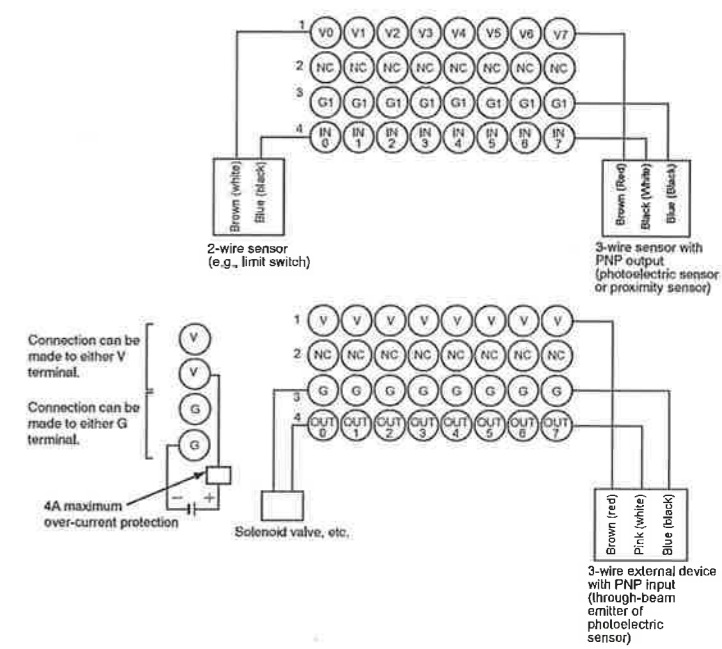 1 V0 V1 V2 V3 V4 V5 V6 V7
2 NC NC NC NC NC NC NC NC
3 G1 G1 G1 G1 G1 G1 G1 G1
4 IN 0 IN 1 IN 2 IN 3 IN 4 IN 5 IN 6 IN 7
Brown (white)
Blue (black)
2-wire sensor
(e.g., limit switch)
Brown (Red)
Black (White)
Blue (Black)
3-wire sensor with
PNP output
(photoelectric sensor
or proximity sensor)
Connection can be
made to either V
terminal.
V
V
Connection can be
made to either G
terminal.
G
G
4A maximum
over-current protection
− +
1 V V V V V V V V
2 NC NC NC NC NC NC NC NC
3 G G G G G G G G
4 OUT 0 OUT 1 OUT 2 OUT 3 OUT 4 OUT 5 OUT 6 OUT 7
Solenoid valve, etc.
Brown (red)
Pink (white)
Blue (black)
3-wire external device
with PNP input
(through-beam
emitter of
photoelectric
sensor)